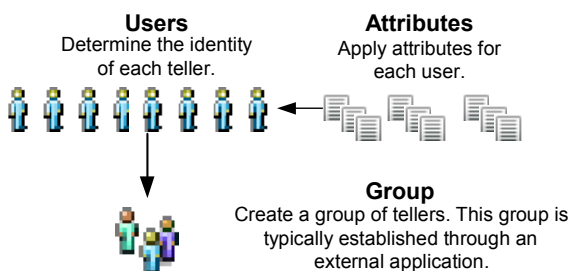 Users
Determine the identity
of each teller.
Attributes
Apply attributes for
each user.
Group
Create a group of tellers. This group is
typically established through an
external application.